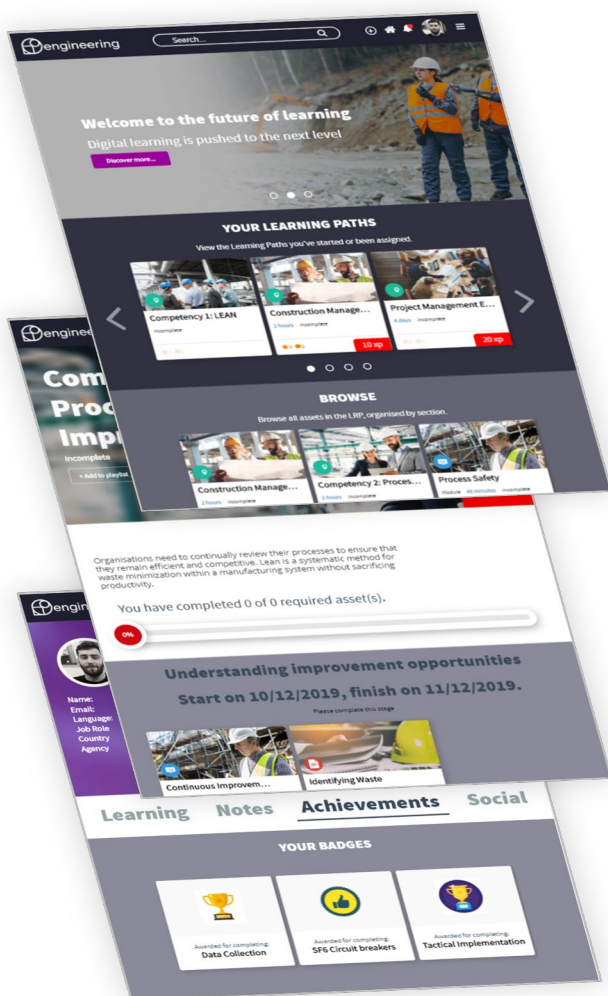 engineering
Search...
Welcome to the future of learning
Digital learning is pushed to the next level
Discover more...
YOUR LEARNING PATHS
View the Learning Paths you've started or been assigned.
Competency 1: LEAN
Incomplete
Construction Manage...
2 hours incomplete
10 xp
Project Management E...
4 days incomplete
20 xp
BROWSE
Browse all assets in the LRP, organised by section.
Construction Manage...
2 hours incomplete
Competency 2: Proces...
2 hours incomplete
Process Safety
Module 45 minutes incomplete
enginee
Com
Proc
Imp
Incomplete
+ Add to playlist
Organisations need to continually review their processes to ensure that
they remain efficient and competitive. Lean is a systematic method for
waste minimization within a manufacturing system without sacrificing
productivity.
You have completed 0 of 0 required asset(s).
0%
Understanding improvement opportunities
Start on 10/12/2019, finish on 11/12/2019.
Please complete this stage
Continuous Improvem...
Identifying Waste
engin
Name:
Email:
Language:
Job Role
Country
Agency
Learning
Notes
Achievements
Social
YOUR BADGES
Awarded for completing:
Data Collection
Awarded for completing:
SF6 Circuit breakers
Awarded for completing:
Tactical Implementation